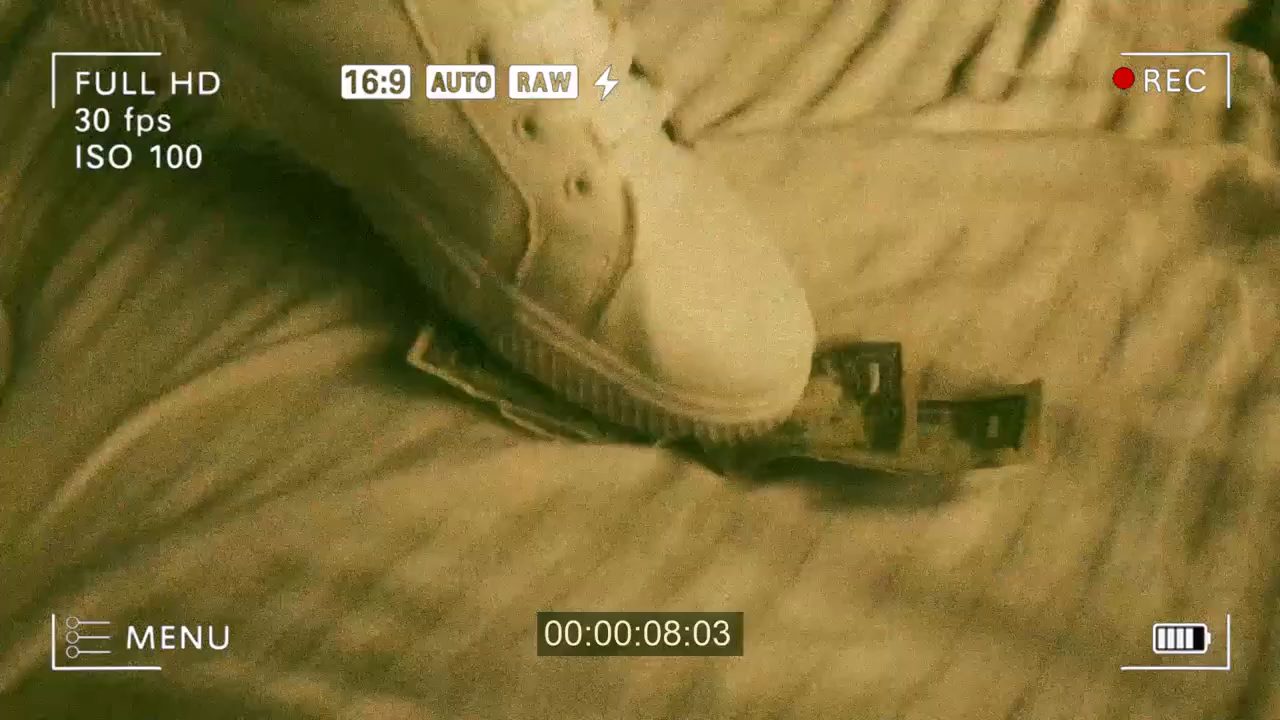 FULL HD
30 fps
ISO 100
16:9 AUTO RAW
REC
MENU
00:00:08:03